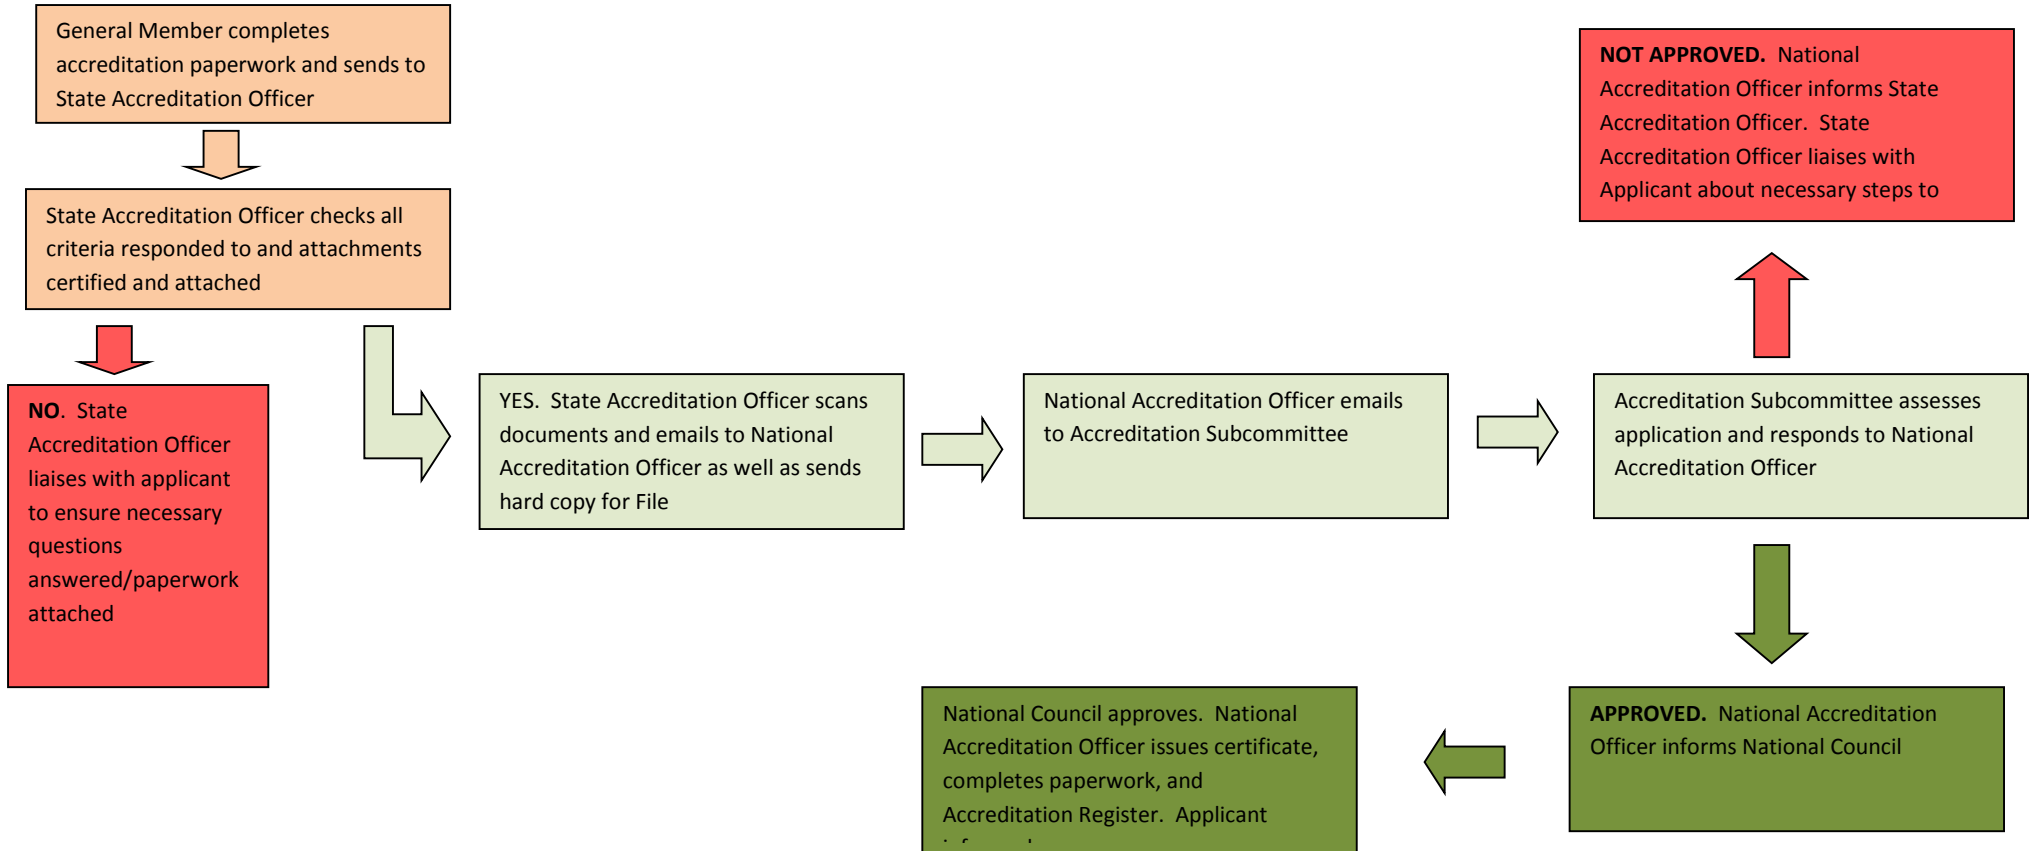 General Member completes
accreditation paperwork and sends to
State Accreditation Officer
State Accreditation Officer checks all
criteria responded to and attachments
certified and attached
NO. State
Accreditation Officer
liaises with applicant
to ensure necessary
questions
answered/paperwork
attached
YES. State Accreditation Officer scans
documents and emails to National
Accreditation Officer as well as sends
hard copy for File
National Accreditation Officer emails
to Accreditation Subcommittee
Accreditation Subcommittee assesses
application and responds to National
Accreditation Officer
NOT APPROVED. National
Accreditation Officer informs State
Accreditation Officer. State
Accreditation Officer liaises with
Applicant about necessary steps to
APPROVED. National Accreditation
Officer informs National Council
National Council approves. National
Accreditation Officer issues certificate,
completes paperwork, and
Accreditation Register. Applicant